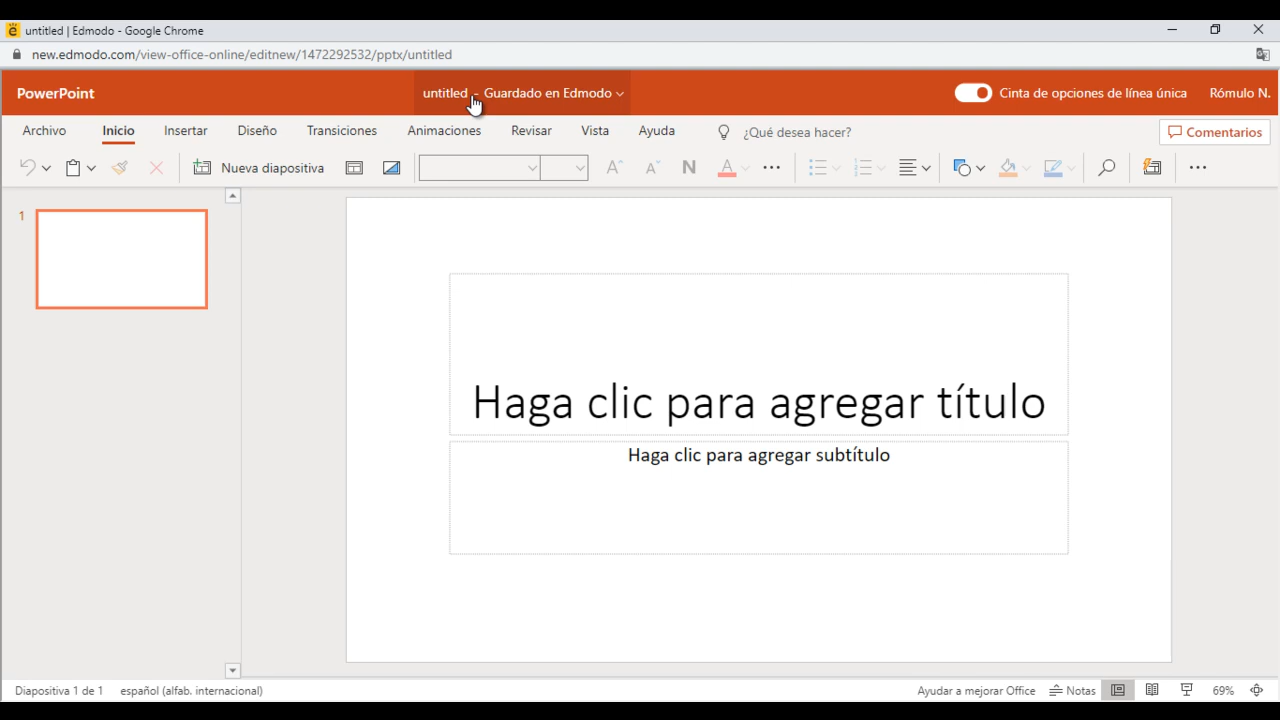 untitled | Edmodo - Google Chrome
new.edmodo.com/view-office-online/editnew/1472292532/pptx/untitled
PowerPoint
untitled - Guardado en Edmodo
Cinta de opciones de línea única
Rómulo N.
Archivo Inicio Insertar Diseño Transiciones Animaciones Revisar Vista Ayuda ¿Qué desea hacer? Comentarios
Nueva diapositiva N A
1
Haga clic para agregar título
Haga clic para agregar subtítulo
Diapositiva 1 de 1 español (alfab. internacional) Ayudar a mejorar Office Notas 69%